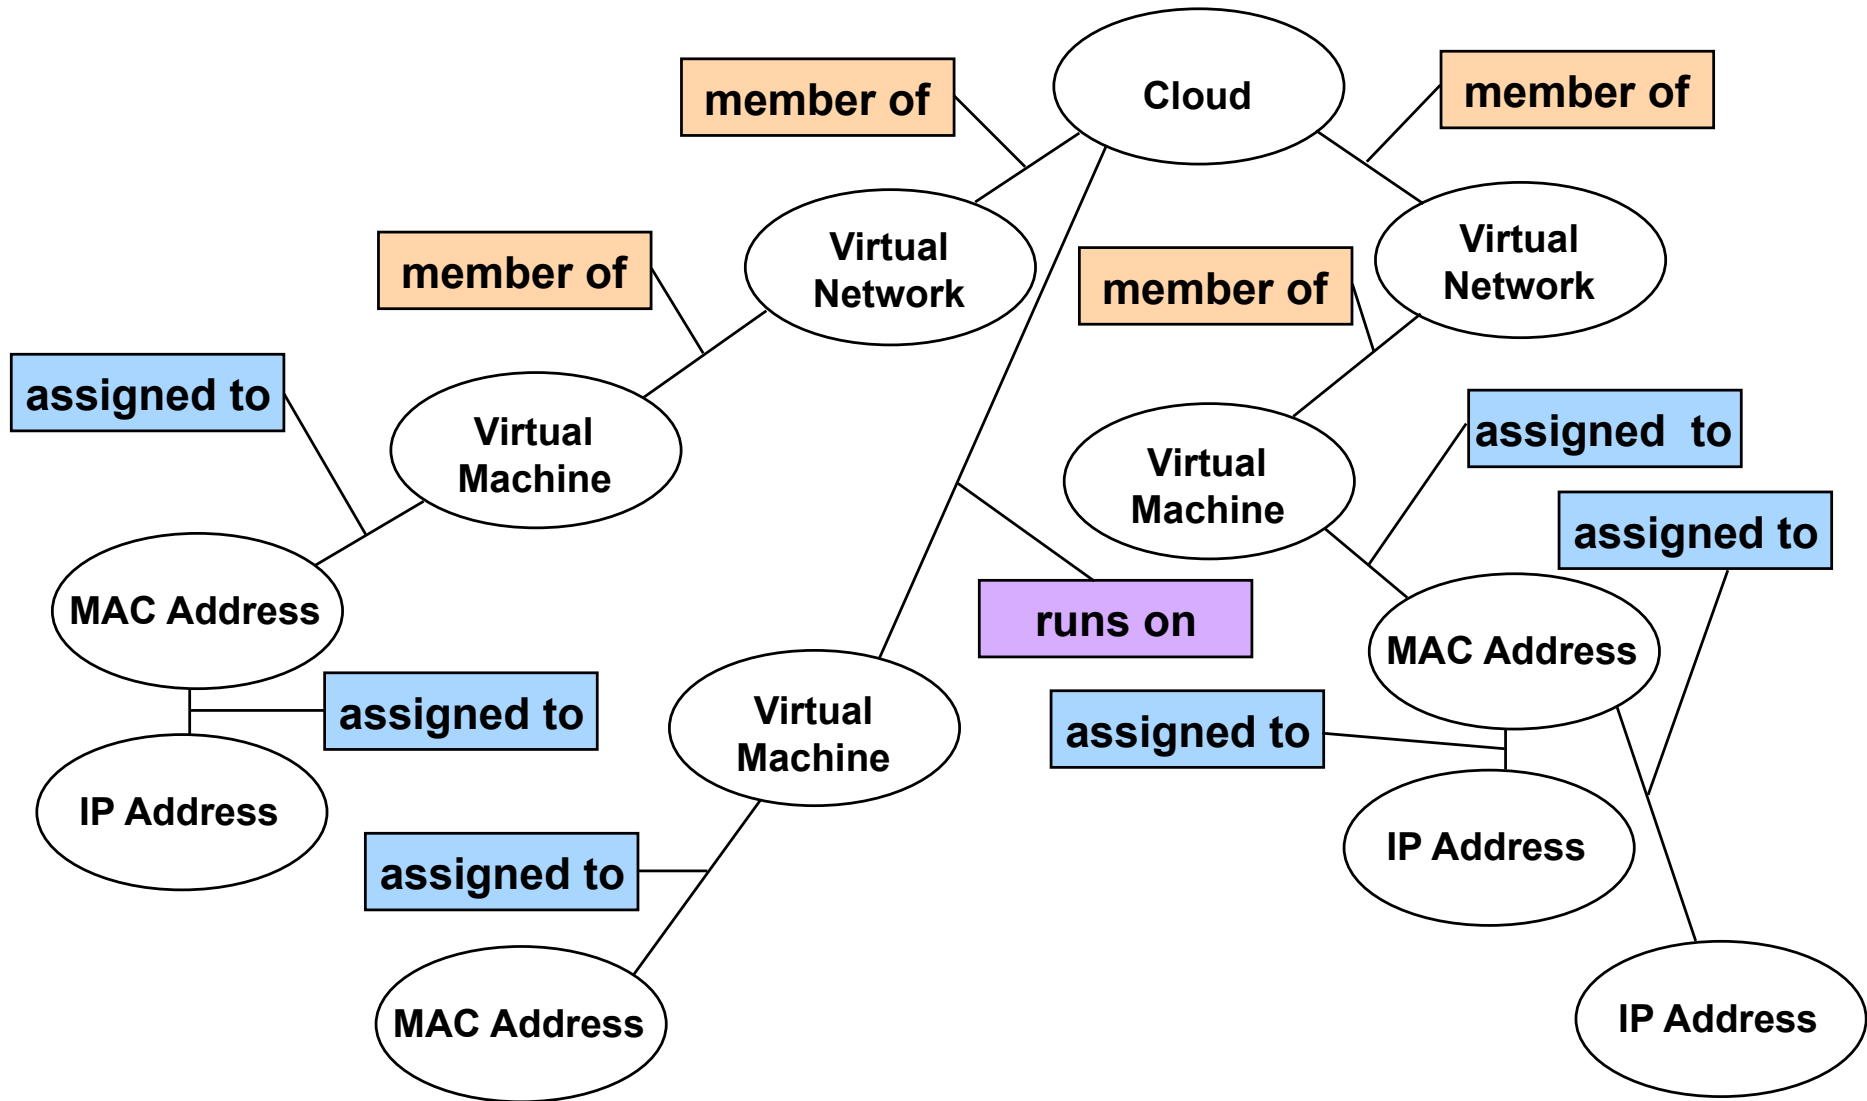 Cloud
member of
member of
Virtual
Network
Virtual
Network
member of
member of
assigned to
Virtual
Machine
Virtual
Machine
assigned  to
assigned to
MAC Address
runs on
MAC Address
assigned to
Virtual
Machine
assigned to
IP Address
IP Address
assigned to
MAC Address
IP Address